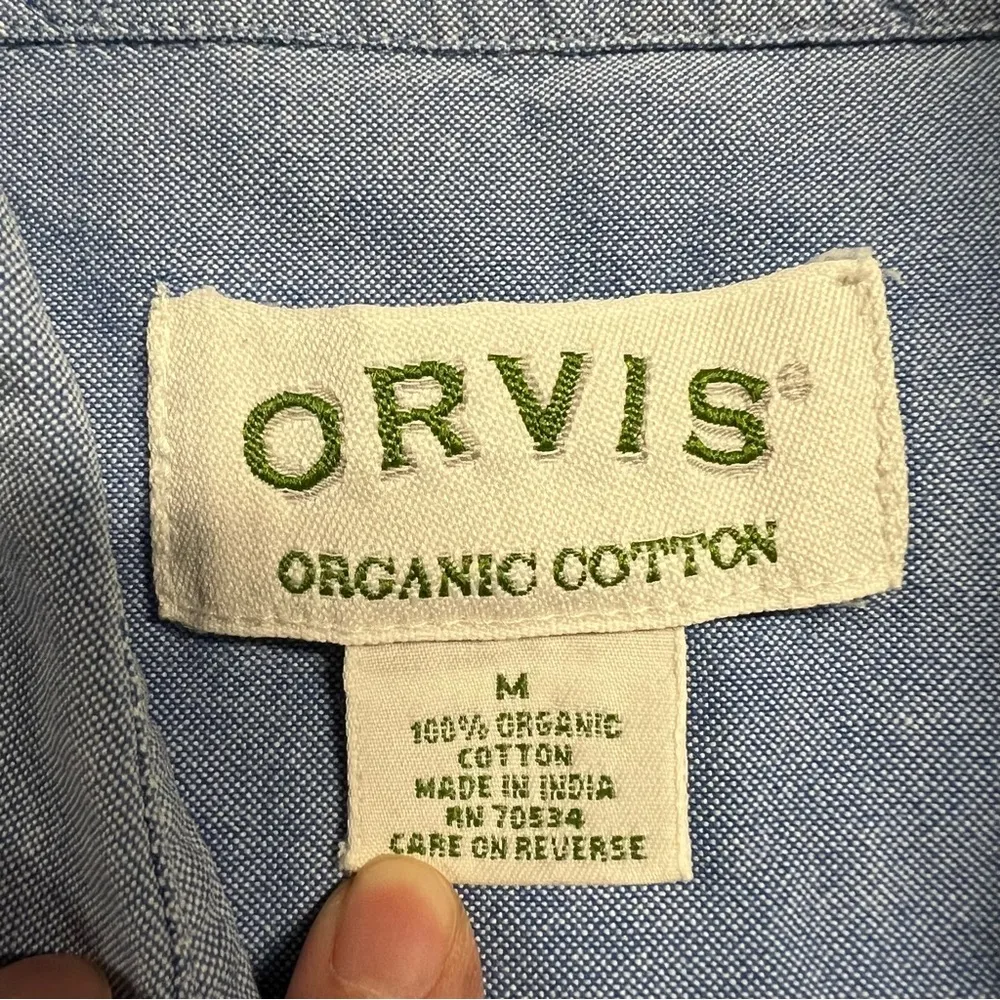 ORVIS®
ORGANIC COTTON
M
100% ORGANIC
COTTON
MADE IN INDIA
RN 70534
CARE ON REVERSE